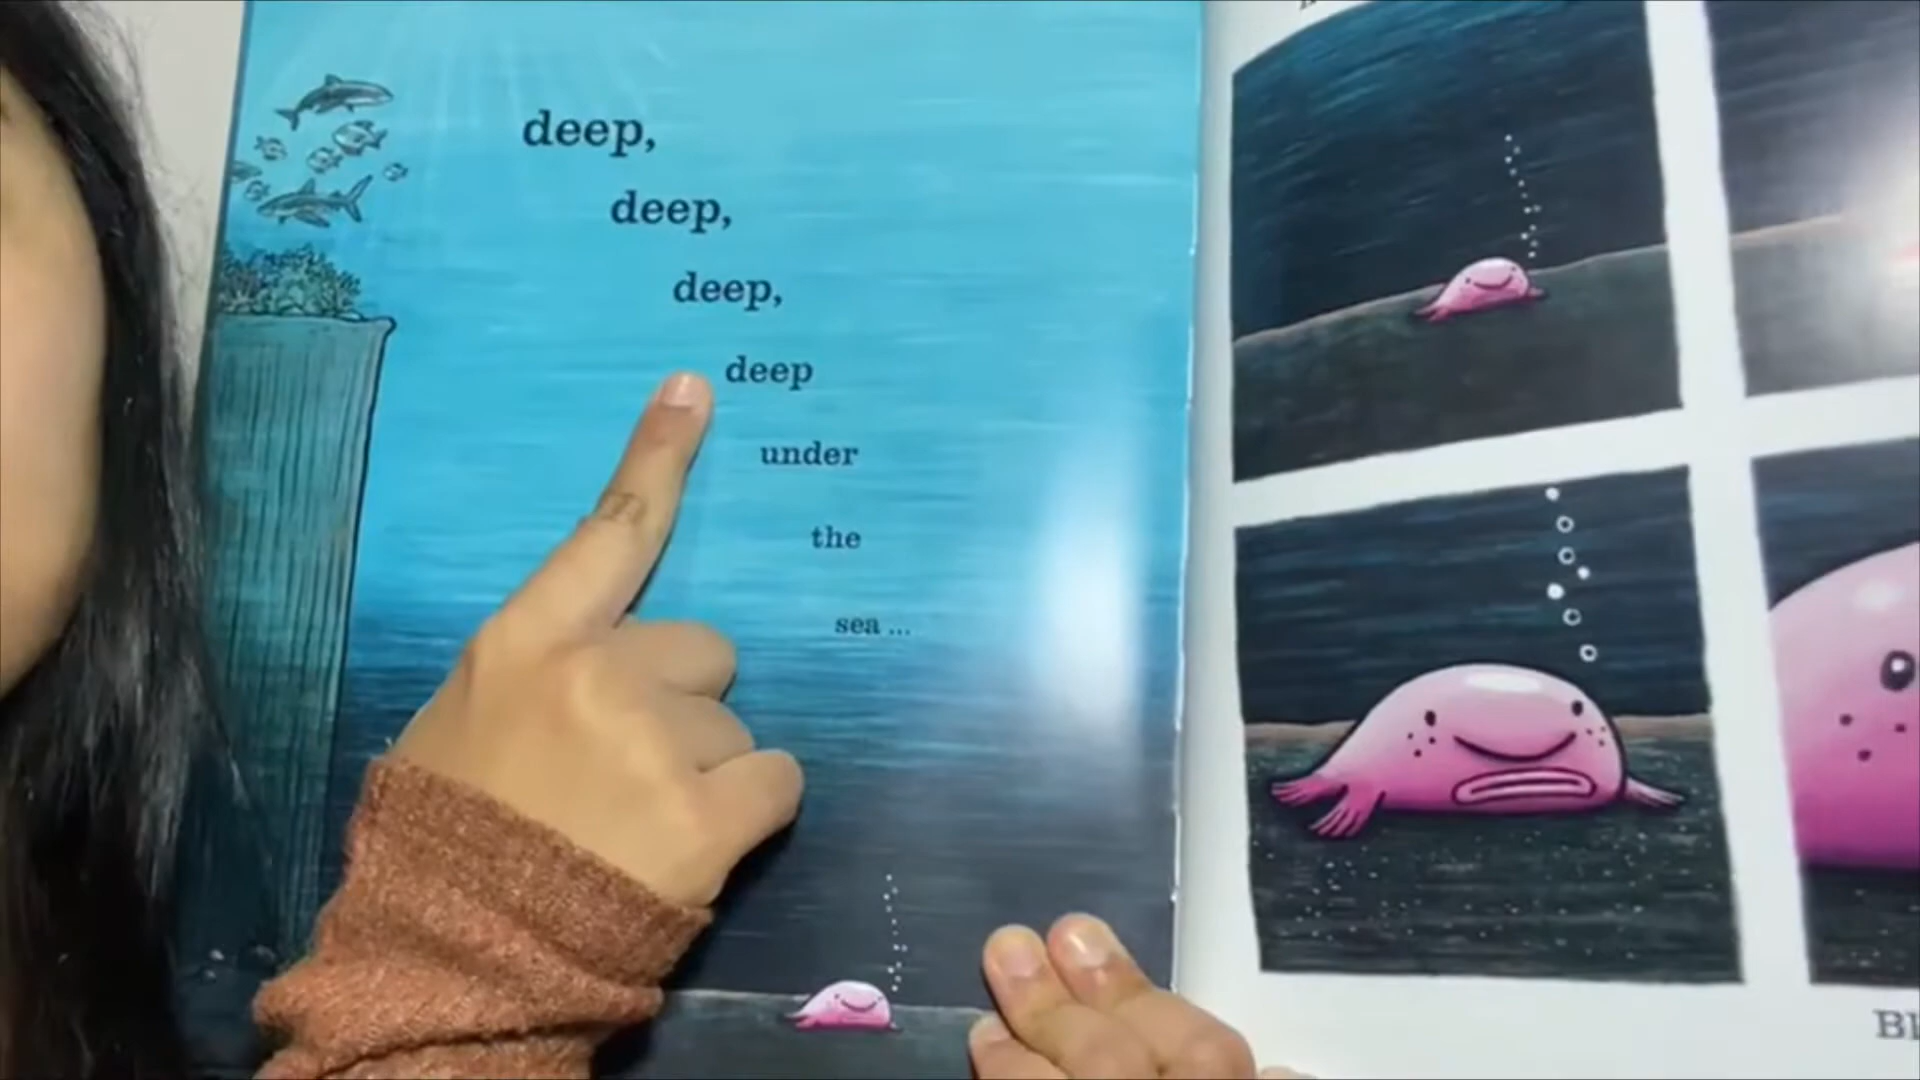 deep,
deep,
deep,
deep
under
the
sea ...